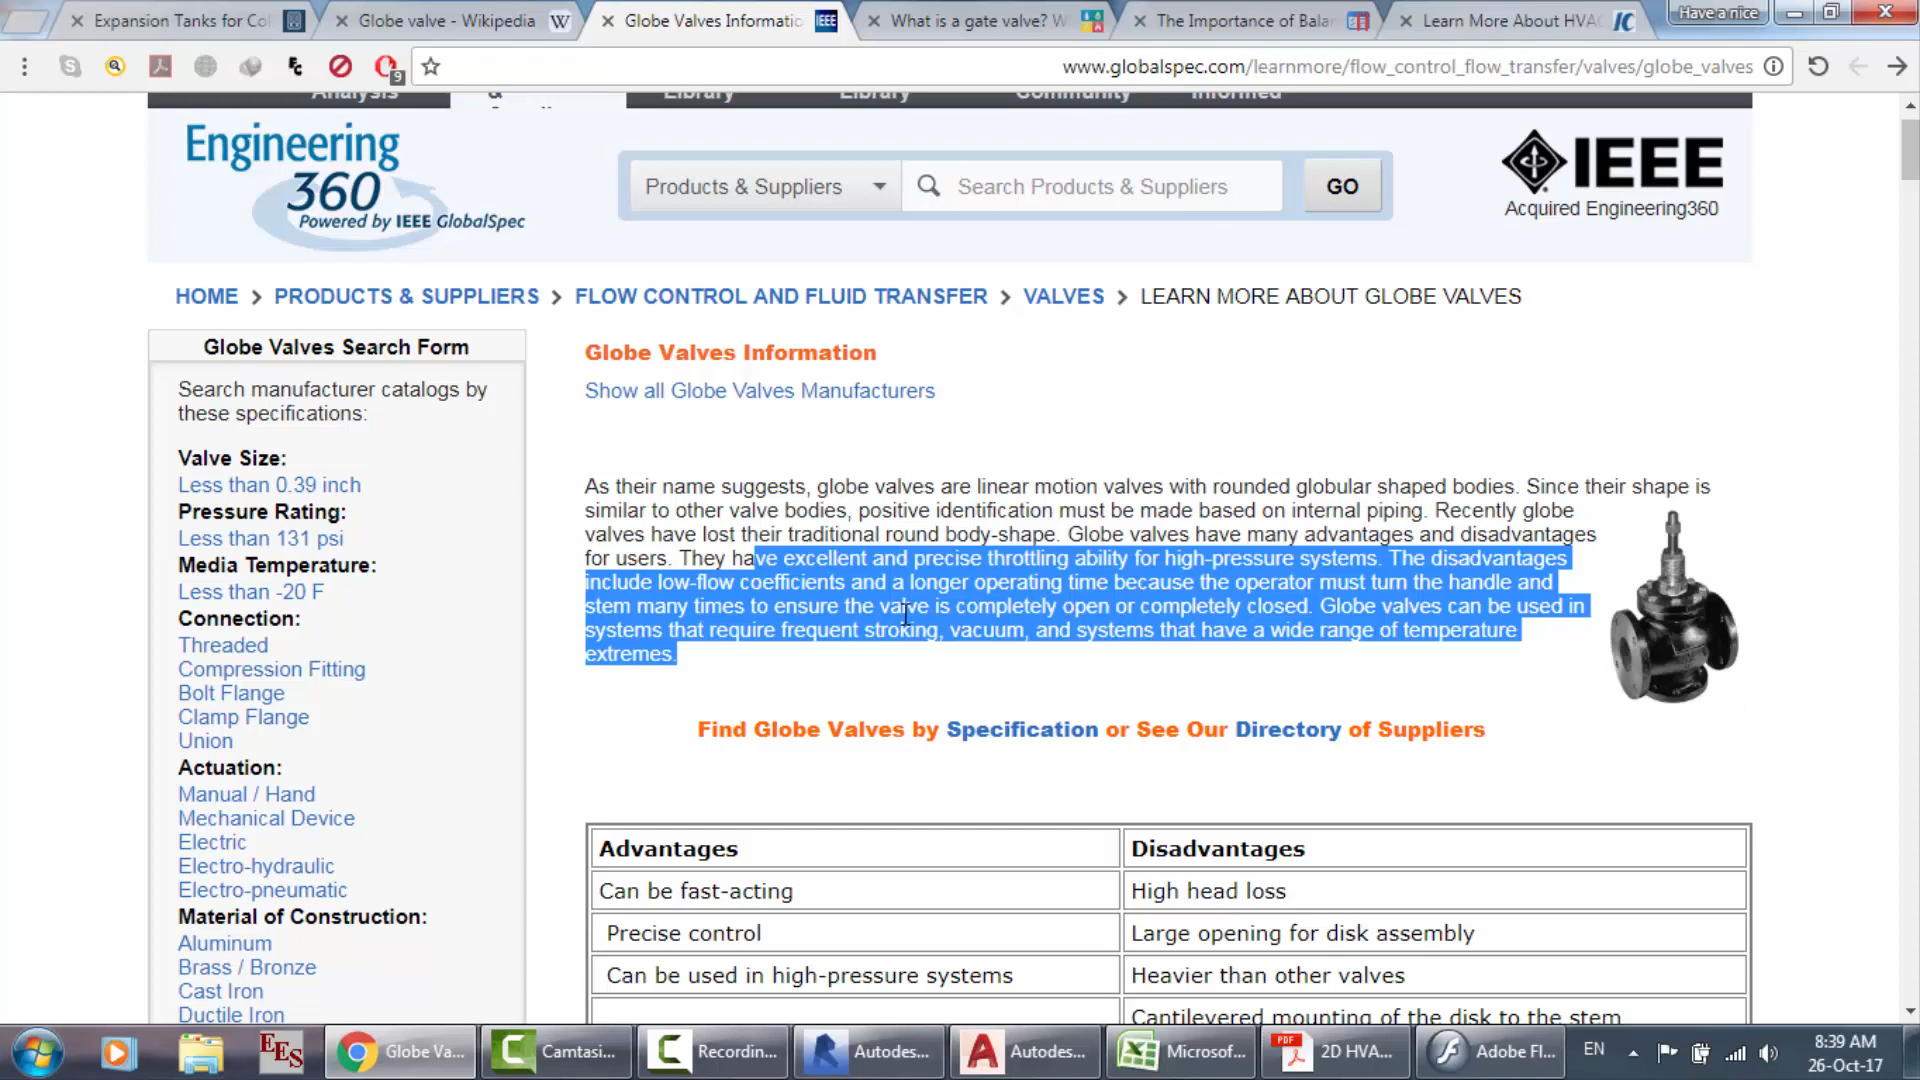 Expansion Tanks for Col
Globe valve - Wikipedia
Globe Valves Informatio
What is a gate valve? W
The Importance of Balar
Learn More About HVAC
Have a nice
9
www.globalspec.com/learnmore/flow_control_flow_transfer/valves/globe_valves
Analysis
&
Library
Library
Community
Informed
Engineering
360
Powered by IEEE GlobalSpec
Products & Suppliers
Search Products & Suppliers
GO
IEEE
Acquired Engineering360
HOME > PRODUCTS & SUPPLIERS > FLOW CONTROL AND FLUID TRANSFER > VALVES > LEARN MORE ABOUT GLOBE VALVES
Globe Valves Search Form
Search manufacturer catalogs by
these specifications:
Valve Size:
Less than 0.39 inch
Pressure Rating:
Less than 131 psi
Media Temperature:
Less than -20 F
Connection:
Threaded
Compression Fitting
Bolt Flange
Clamp Flange
Union
Actuation:
Manual / Hand
Mechanical Device
Electric
Electro-hydraulic
Electro-pneumatic
Material of Construction:
Aluminum
Brass / Bronze
Cast Iron
Ductile Iron
Globe Valves Information
Show all Globe Valves Manufacturers
As their name suggests, globe valves are linear motion valves with rounded globular shaped bodies. Since their shape is
similar to other valve bodies, positive identification must be made based on internal piping. Recently globe
valves have lost their traditional round body-shape. Globe valves have many advantages and disadvantages
for users. They have excellent and precise throttling ability for high-pressure systems. The disadvantages
include low-flow coefficients and a longer operating time because the operator must turn the handle and
stem many times to ensure the valve is completely open or completely closed. Globe valves can be used in
systems that require frequent stroking, vacuum, and systems that have a wide range of temperature
extremes.
Find Globe Valves by Specification or See Our Directory of Suppliers
Advantages
Disadvantages
Can be fast-acting
High head loss
Precise control
Large opening for disk assembly
Can be used in high-pressure systems
Heavier than other valves
Cantilevered mounting of the disk to the stem
EES
Globe Va...
Camtasi...
Recordin...
Autodes...
Autodes...
Microsof...
PDF
2D HVA...
Adobe Fl...
EN
8:39 AM
26-Oct-17